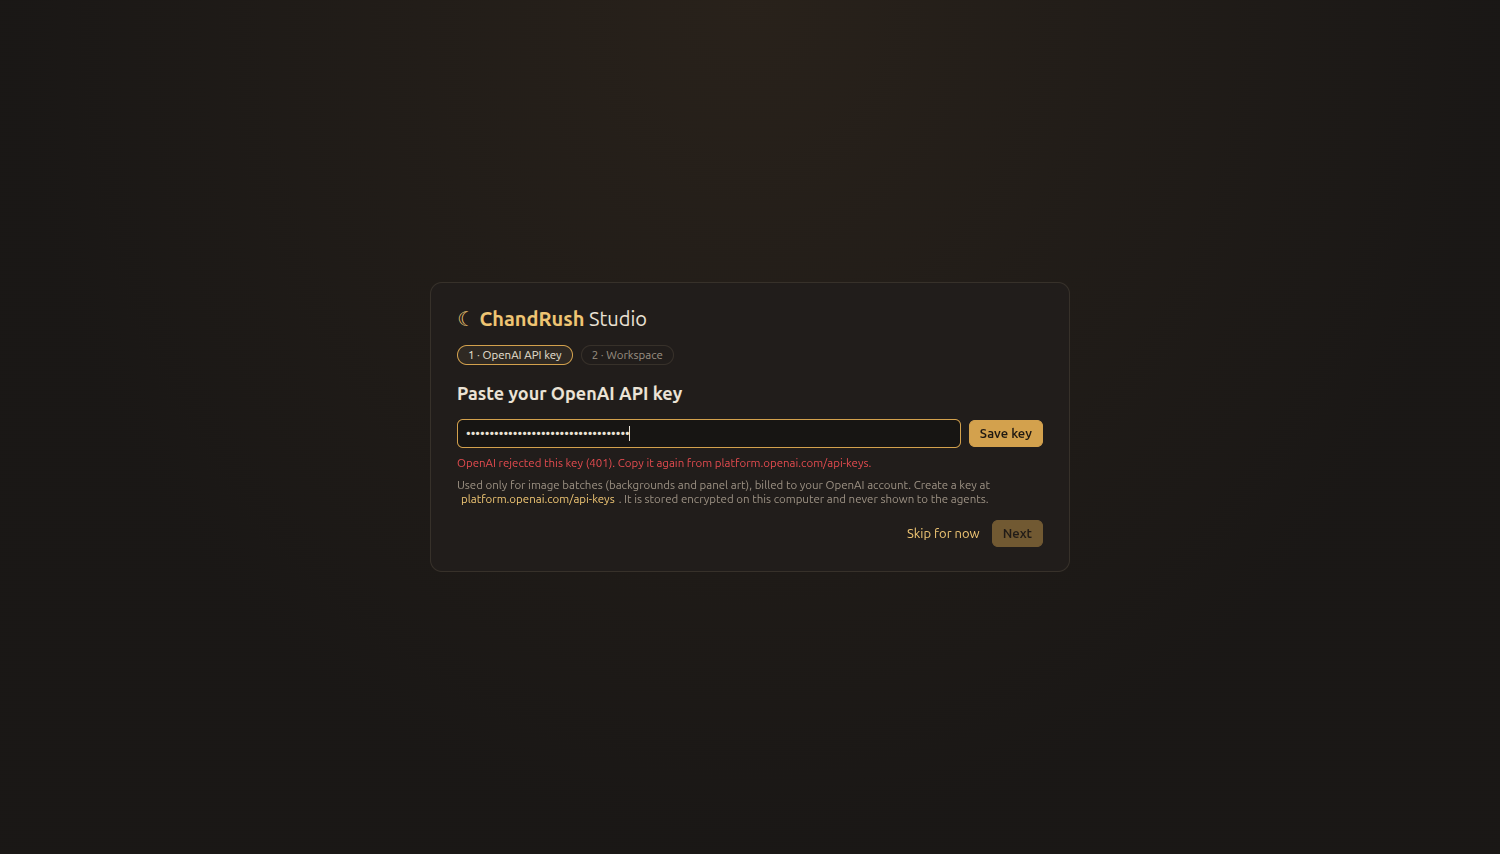 ☾ ChandRush Studio
1 · OpenAI API key
2 · Workspace
Paste your OpenAI API key
•••••••••••••••••••••••••••••••••••
Save key
OpenAI rejected this key (401). Copy it again from platform.openai.com/api-keys.
Used only for image batches (backgrounds and panel art), billed to your OpenAI account. Create a key at
platform.openai.com/api-keys . It is stored encrypted on this computer and never shown to the agents.
Skip for now
Next